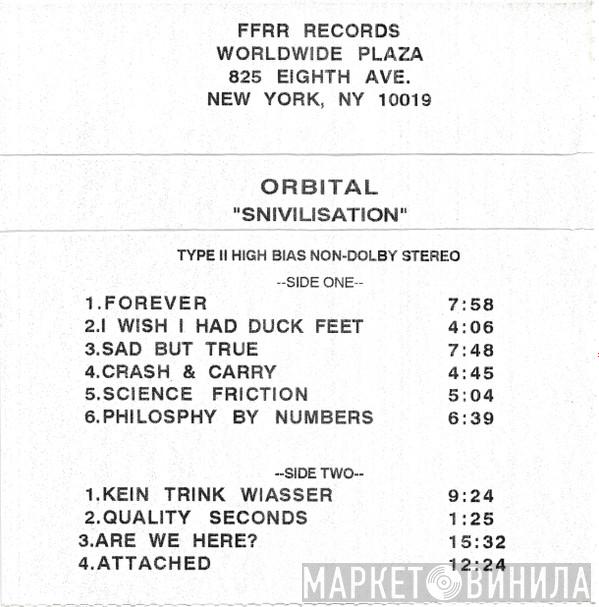 FFRR RECORDS
WORLDWIDE PLAZA
825 EIGHTH AVE.
NEW YORK, NY 10019
ORBITAL
"SNIVILISATION"
TYPE II HIGH BIAS NON-DOLBY STEREO
--SIDE ONE--
1.FOREVER 7:58
2.I WISH I HAD DUCK FEET 4:06
3.SAD BUT TRUE 7:48
4.CRASH & CARRY 4:45
5.SCIENCE FRICTION 5:04
6.PHILOSPHY BY NUMBERS 6:39
--SIDE TWO--
1.KEIN TRINK WIASSER 9:24
2.QUALITY SECONDS 1:25
3.ARE WE HERE? 15:32
4.ATTACHED 12:24
МАРКЕТ ВИНИЛА